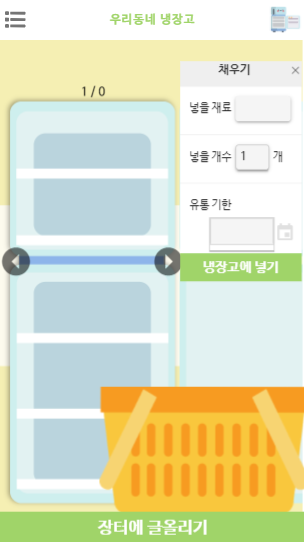 우리동네 냉장고
채우기 ×
1 / 0
넣을 재료
넣을 개수 1 개
유통 기한
냉장고에 넣기
장터에 글올리기